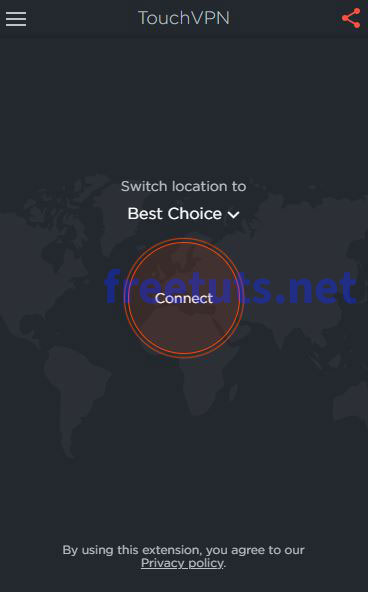 TouchVPN
Switch location to
Best Choice
freetuts.net
Connect
By using this extension, you agree to our
Privacy policy.